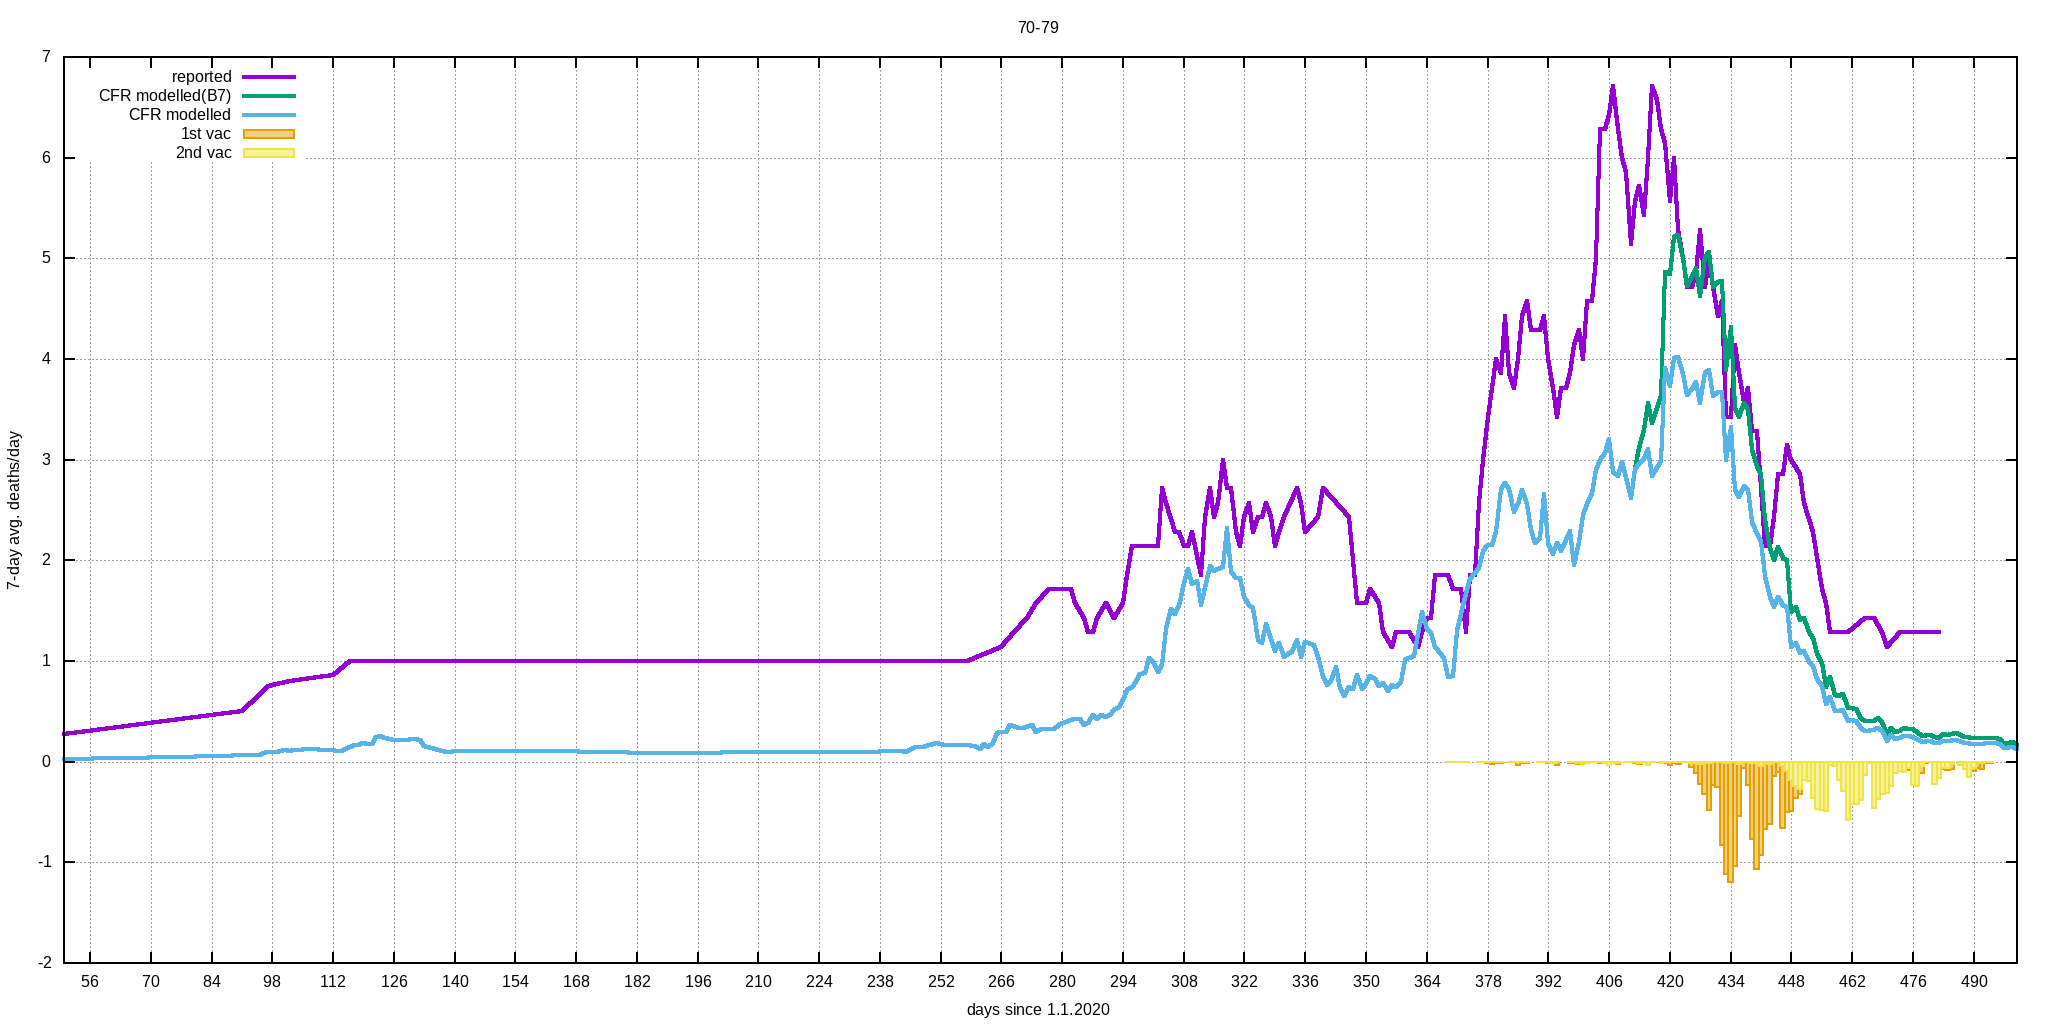 70-79
reported
CFR modelled(B7)
CFR modelled
1st vac
2nd vac
7
6
5
4
3
2
1
0
-1
-2
7-day avg. deaths/day
56 70 84 98 112 126 140 154 168 182 196 210 224 238 252 266 280 294 308 322 336 350 364 378 392 406 420 434 448 462 476 490
days since 1.1.2020